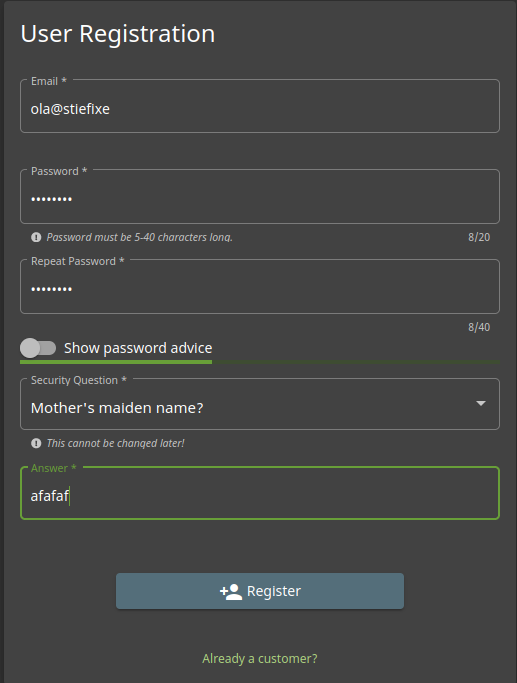 User Registration
Email *
ola@stiefixe
Password *
••••••••
Password must be 5-40 characters long.
8/20
Repeat Password *
••••••••
8/40
Show password advice
Security Question *
Mother's maiden name?
This cannot be changed later!
Answer *
afafaf
Register
Already a customer?